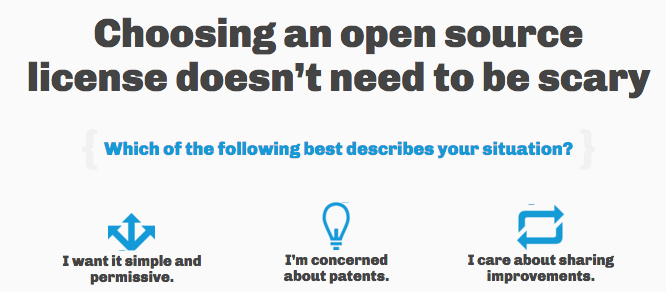 Choosing an open source
license doesn’t need to be scary
{ Which of the following best describes your situation? }
I want it simple and
permissive.
I'm concerned
about patents.
I care about sharing
improvements.